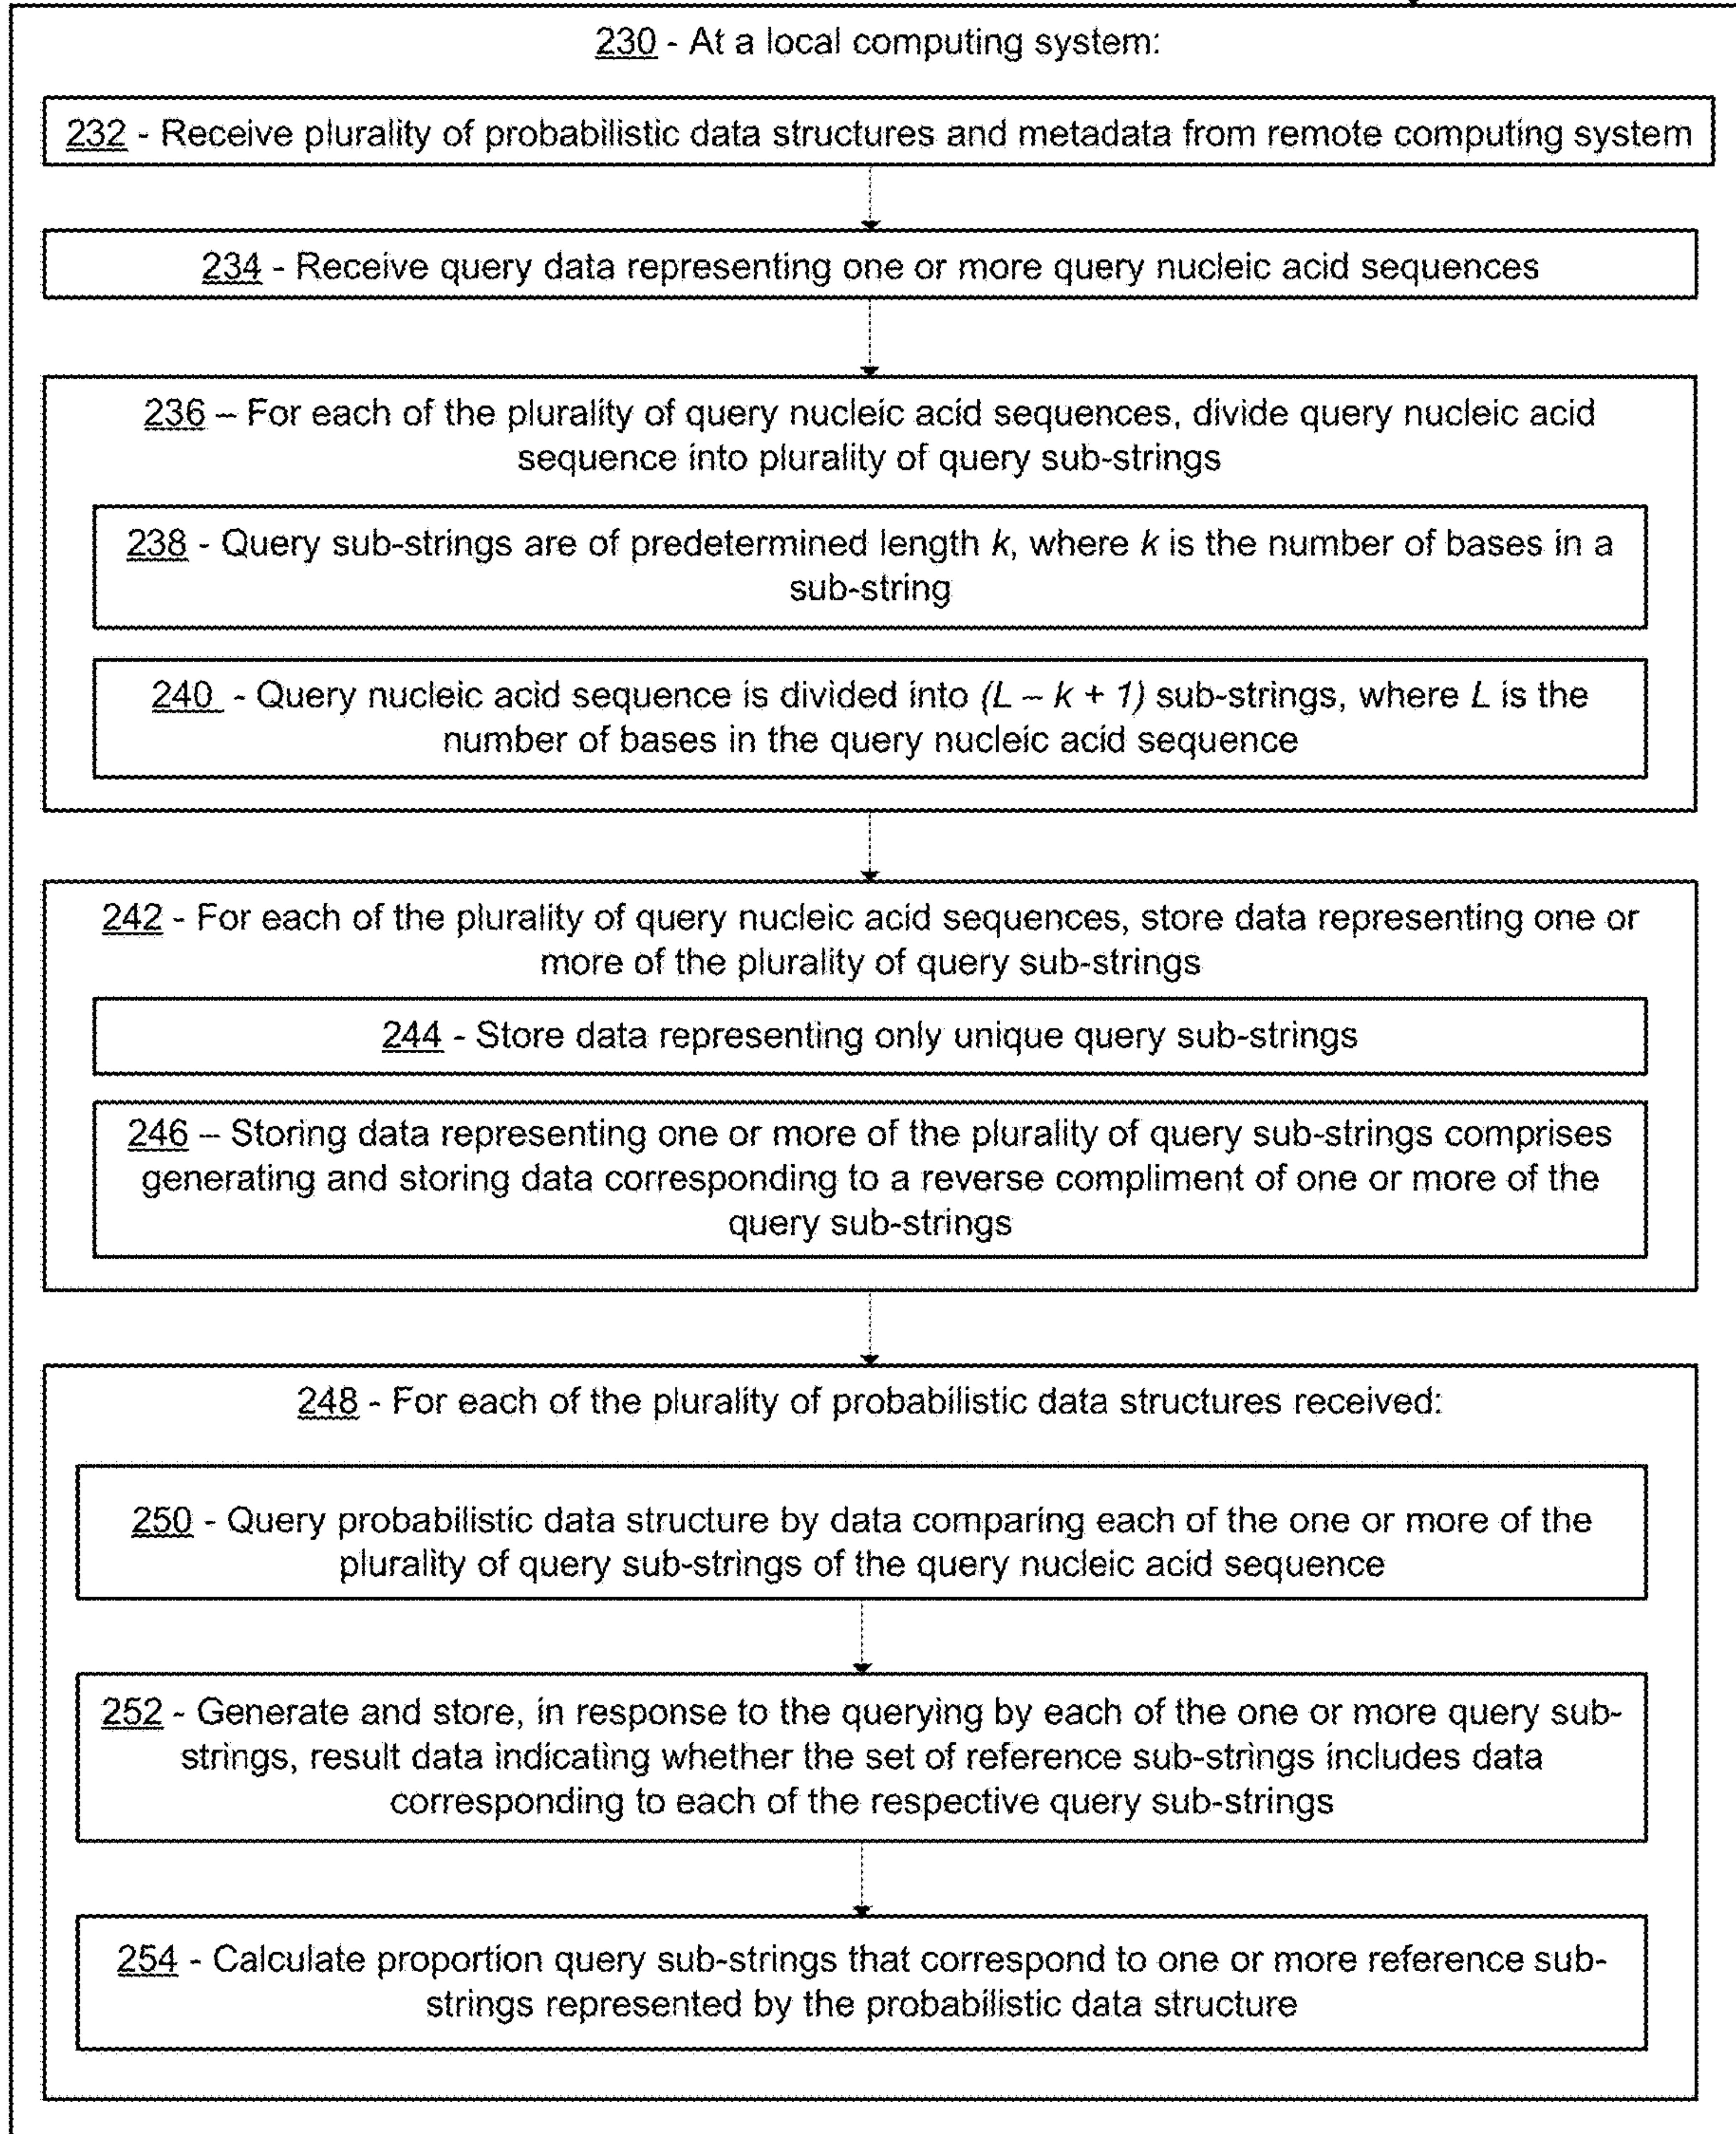 230 - At a local computing system:
232 - Receive plurality of probabilistic data structures and metadata from remote computing system
234 - Receive query data representing one or more query nucleic acid sequences
236 – For each of the plurality of query nucleic acid sequences, divide query nucleic acid
sequence into plurality of query sub-strings
238 - Query sub-strings are of predetermined length k, where k is the number of bases in a
sub-string
240 - Query nucleic acid sequence is divided into (L – k + 1) sub-strings, where L is the
number of bases in the query nucleic acid sequence
242 - For each of the plurality of query nucleic acid sequences, store data representing one or
more of the plurality of query sub-strings
244 - Store data representing only unique query sub-strings
246 – Storing data representing one or more of the plurality of query sub-strings comprises
generating and storing data corresponding to a reverse compliment of one or more of the
query sub-strings
248 - For each of the plurality of probabilistic data structures received:
250 - Query probabilistic data structure by data comparing each of the one or more of the
plurality of query sub-strings of the query nucleic acid sequence
252 - Generate and store, in response to the querying by each of the one or more query sub-
strings, result data indicating whether the set of reference sub-strings includes data
corresponding to each of the respective query sub-strings
254 - Calculate proportion query sub-strings that correspond to one or more reference sub-
strings represented by the probabilistic data structure